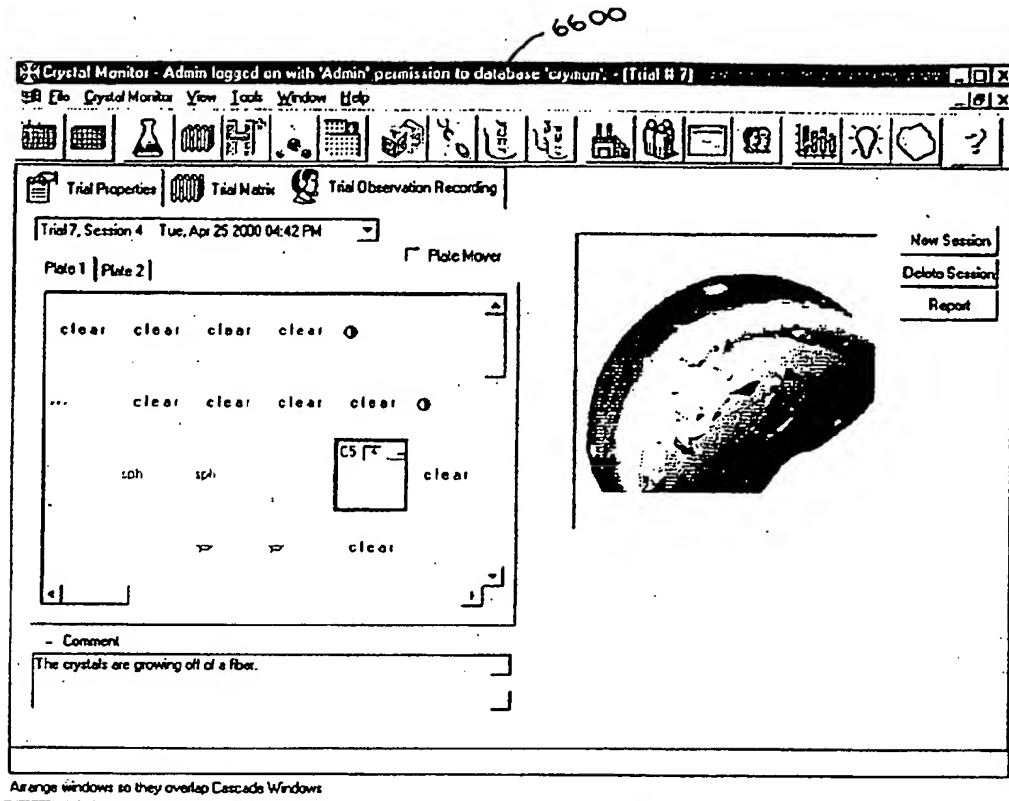 6600
Crystal Monitor - Admin logged on with 'Admin' permission to database 'crymon'. - [Trial # 7]
File Crystal Monitor View Tools Window Help
Trial Properties Trial Matrix Trial Observation Recording
Trial 7, Session 4 Tue, Apr 25 2000 04:42 PM
Plate Mover
New Session
Delete Session
Report
Plate 1 Plate 2
clear clear clear clear
... clear clear clear clear
sph sph C5 4 clear
clear
Comment
The crystals are growing off of a fiber.
Arrange windows so they overlap Cascade Windows